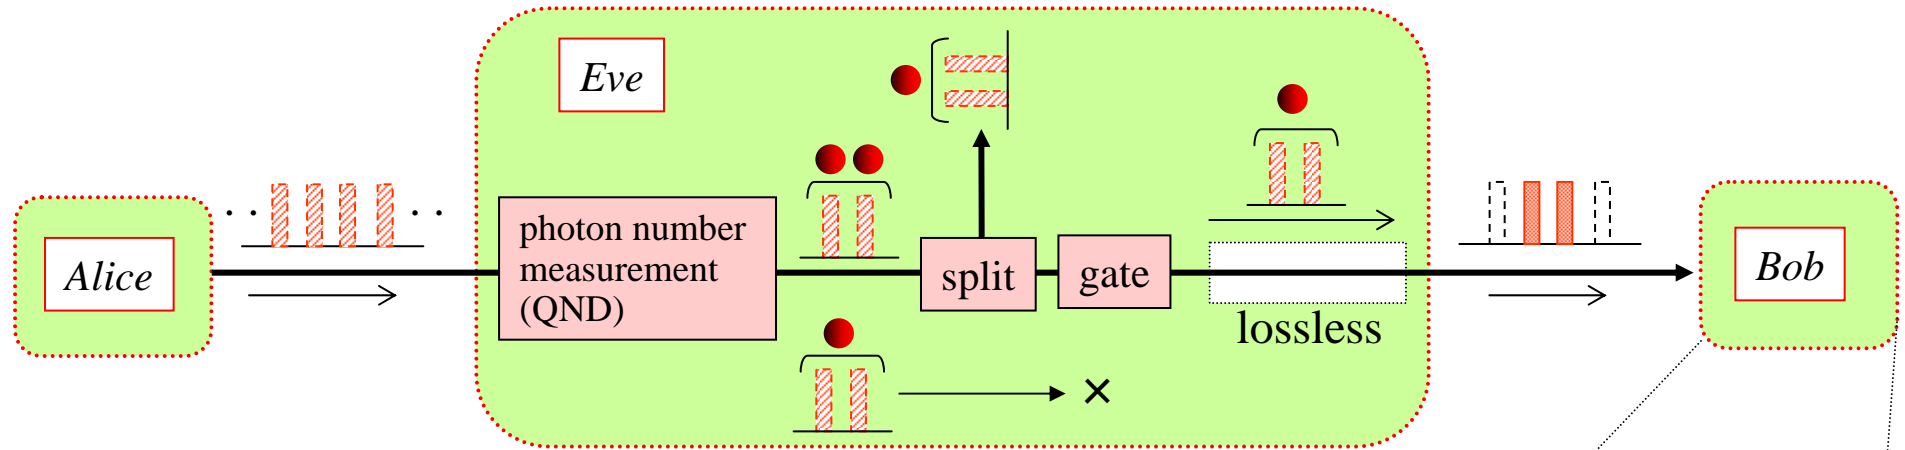 Eve
Alice
photon number
measurement
(QND)
split
gate
lossless
Bob